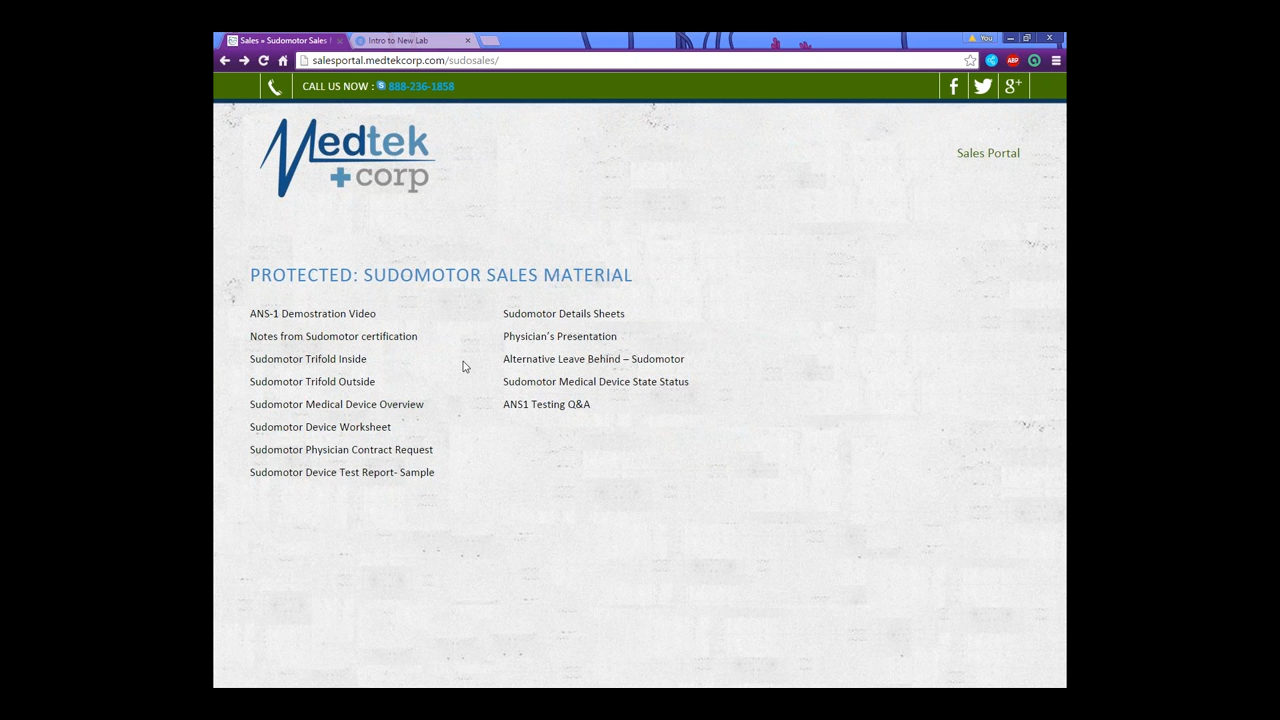 Sales » Sudomotor Sales
Intro to New Lab
You
salesportal.medtekcorp.com/sudosales/
ABP
CALL US NOW : 888-236-1858
f
g+
Medtek
corp
Sales Portal
PROTECTED: SUDOMOTOR SALES MATERIAL
ANS-1 Demostration Video
Notes from Sudomotor certification
Sudomotor Trifold Inside
Sudomotor Trifold Outside
Sudomotor Medical Device Overview
Sudomotor Device Worksheet
Sudomotor Physician Contract Request
Sudomotor Device Test Report- Sample
Sudomotor Details Sheets
Physician’s Presentation
Alternative Leave Behind – Sudomotor
Sudomotor Medical Device State Status
ANS1 Testing Q&A